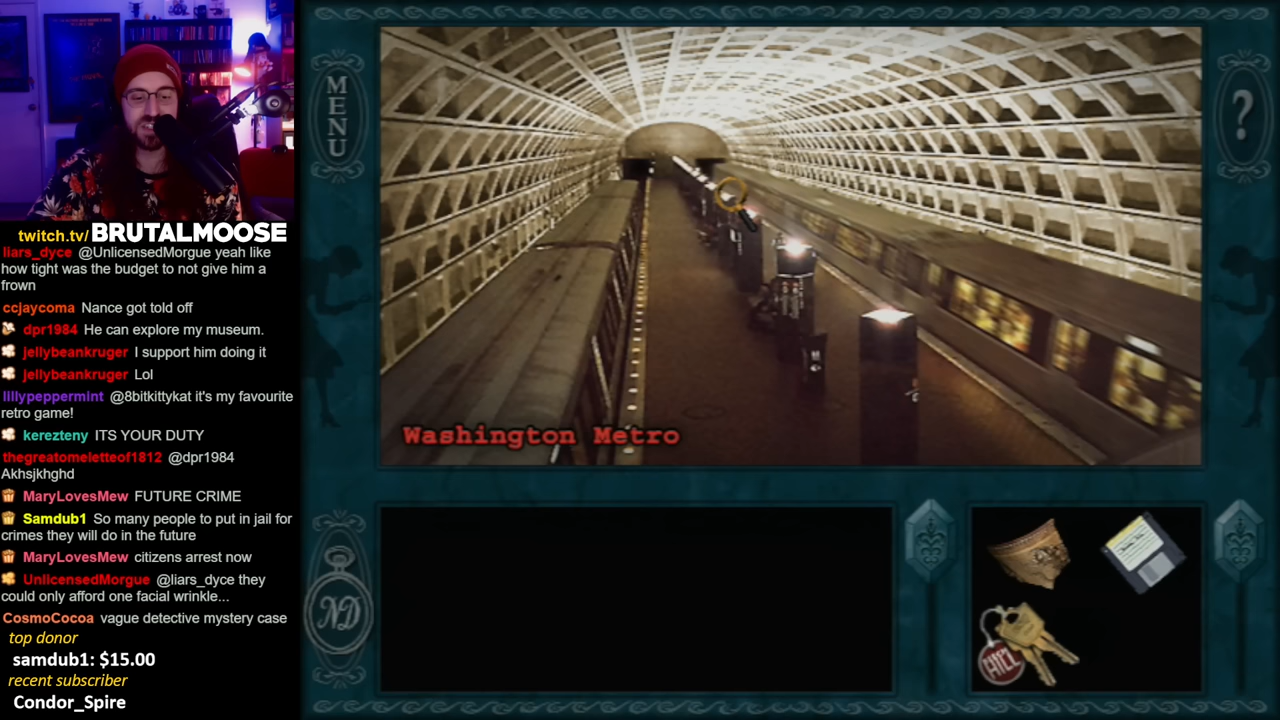 twitch.tv/BRUTALMOOSE
liars_dyce @UnlicensedMorgue yeah like
how tight was the budget to not give him a
frown
ccjaycoma Nance got told off
dpr1984 He can explore my museum.
jellybeankruger I support him doing it
jellybeankruger Lol
lillypeppermint @8bitkittykat it's my favourite
retro game!
kerezteny ITS YOUR DUTY
thegreatomeletteof1812 @dpr1984
Akhsjkhghd
MaryLovesMew FUTURE CRIME
Samdub1 So many people to put in jail for
crimes they will do in the future
MaryLovesMew citizens arrest now
UnlicensedMorgue @liars_dyce they
could only afford one facial wrinkle...
CosmoCocoa vague detective mystery case
top donor
samdub1: $15.00
recent subscriber
Condor_Spire
MENU
?
Washington Metro
M
ND